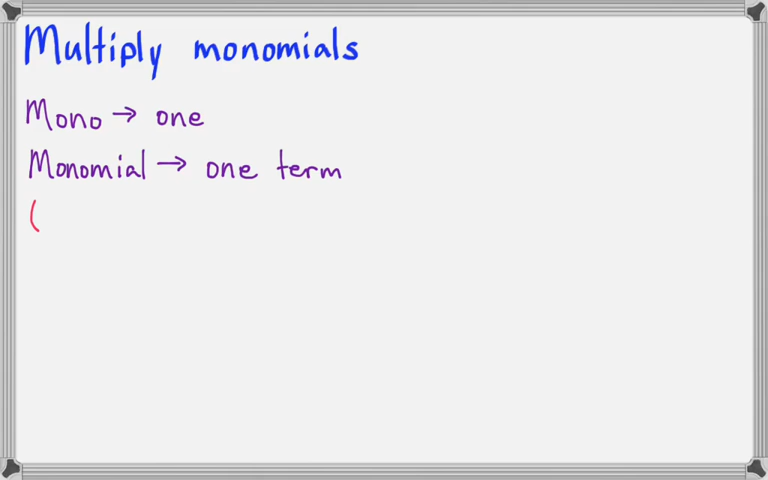 Multiply monomials
Mono → one
Monomial → one term
(